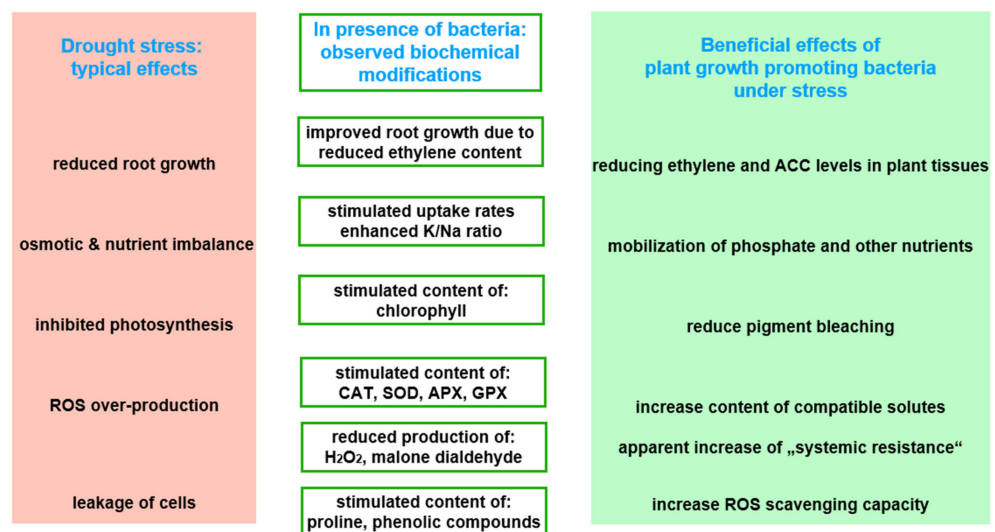 Drought stress:
typical effects
reduced root growth
osmotic & nutrient imbalance
inhibited photosynthesis
ROS over-production
leakage of cells
In presence of bacteria:
observed biochemical
modifications
improved root growth due to
reduced ethylene content
stimulated uptake rates
enhanced K/Na ratio
stimulated content of:
chlorophyll
stimulated content of:
CAT, SOD, APX, GPX
reduced production of:
H₂O₂, malone dialdehyde
stimulated content of:
proline, phenolic compounds
Beneficial effects of
plant growth promoting bacteria
under stress
reducing ethylene and ACC levels in plant tissues
mobilization of phosphate and other nutrients
reduce pigment bleaching
increase content of compatible solutes
apparent increase of „systemic resistance“
increase ROS scavenging capacity